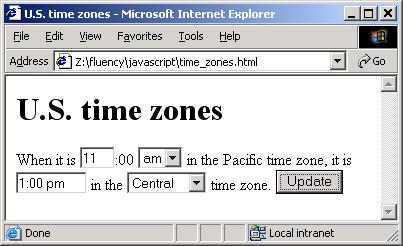 U.S. time zones - Microsoft Internet Explorer
File Edit View Favorites Tools Help
Address Z:\fluency\javascript\time_zones.html Go
U.S. time zones
When it is 11 :00 am in the Pacific time zone, it is
1:00 pm in the Central time zone. Update
Done Local intranet